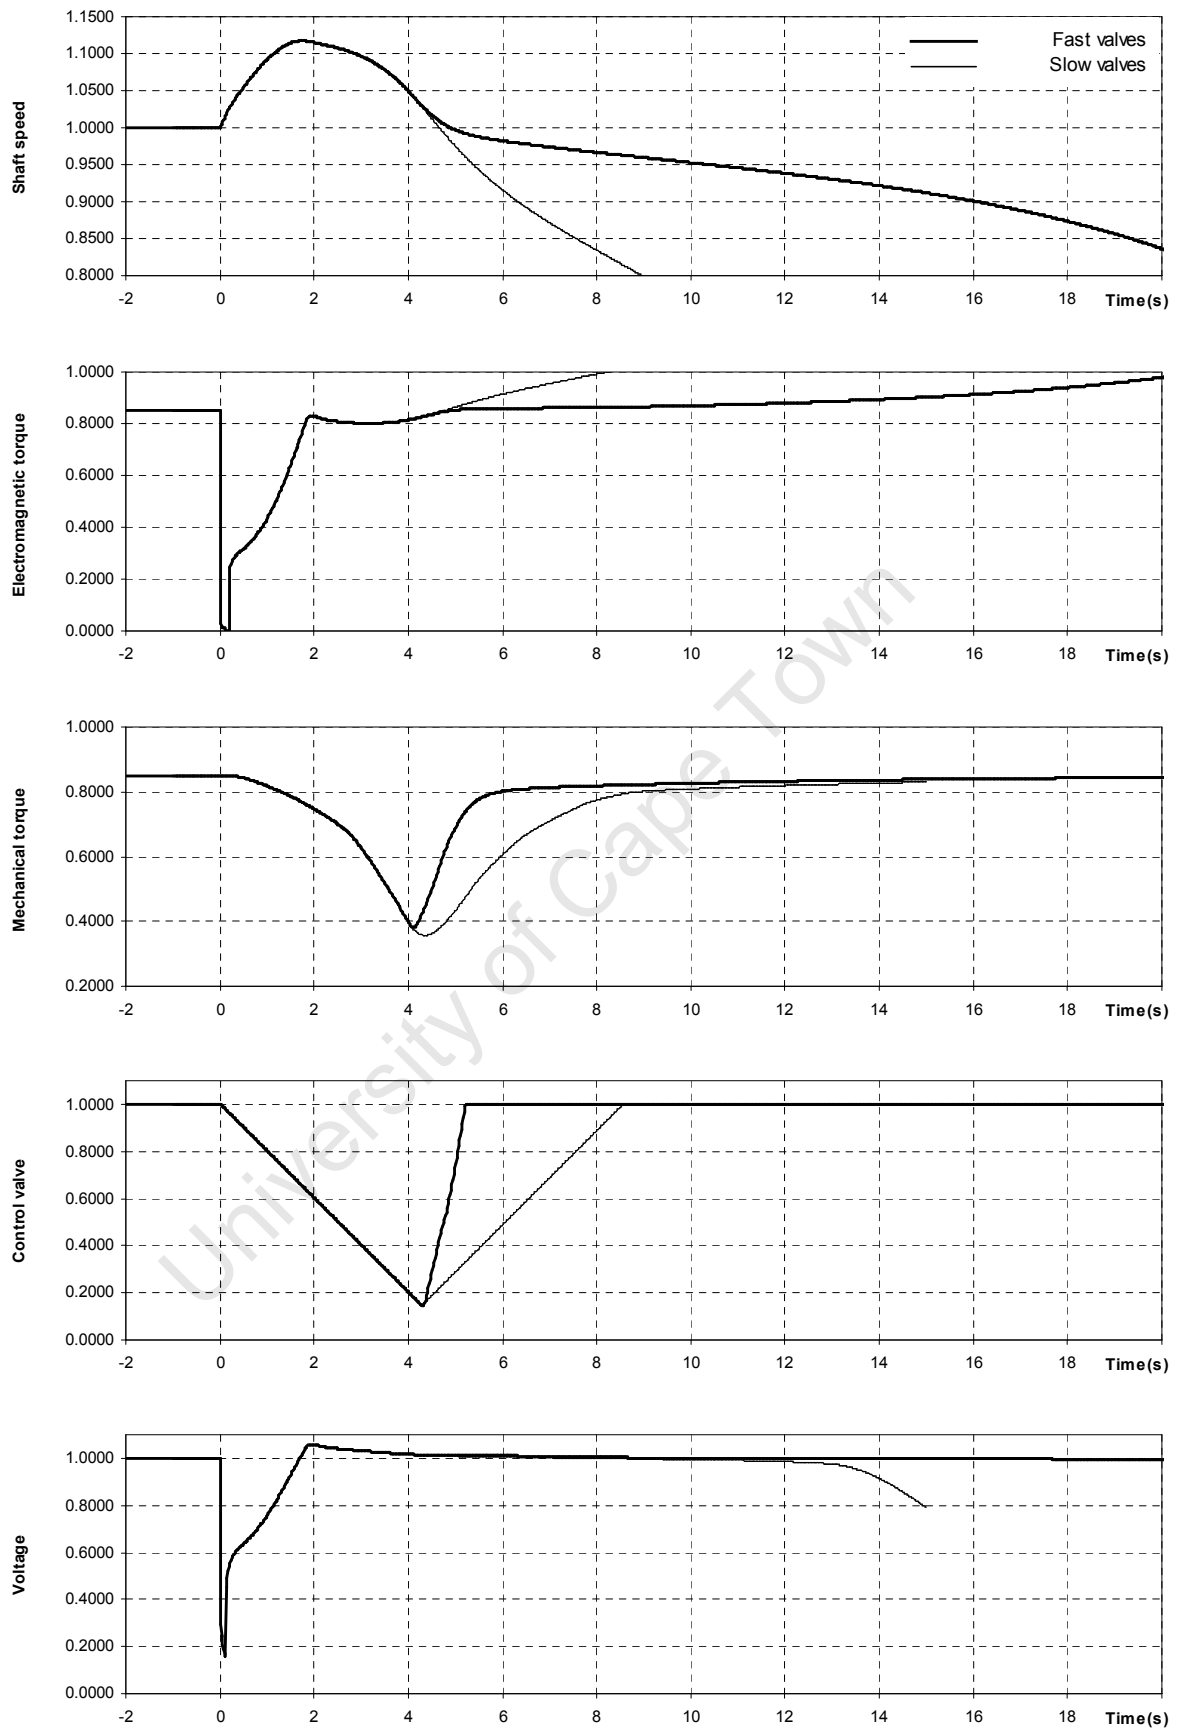 1.1500
1.1000
1.0500
1.0000
0.9500
0.9000
0.8500
0.8000
Shaft speed
Fast valves
Slow valves
-2 0 2 4 6 8 10 12 14 16 18 Time(s)
1.0000
0.8000
0.6000
0.4000
0.2000
0.0000
Electromagnetic torque
-2 0 2 4 6 8 10 12 14 16 18 Time(s)
1.0000
0.8000
0.6000
0.4000
0.2000
Mechanical torque
-2 0 2 4 6 8 10 12 14 16 18 Time(s)
1.0000
0.8000
0.6000
0.4000
0.2000
0.0000
Control valve
-2 0 2 4 6 8 10 12 14 16 18 Time(s)
1.0000
0.8000
0.6000
0.4000
0.2000
0.0000
Voltage
-2 0 2 4 6 8 10 12 14 16 18 Time(s)
University of Cape Town